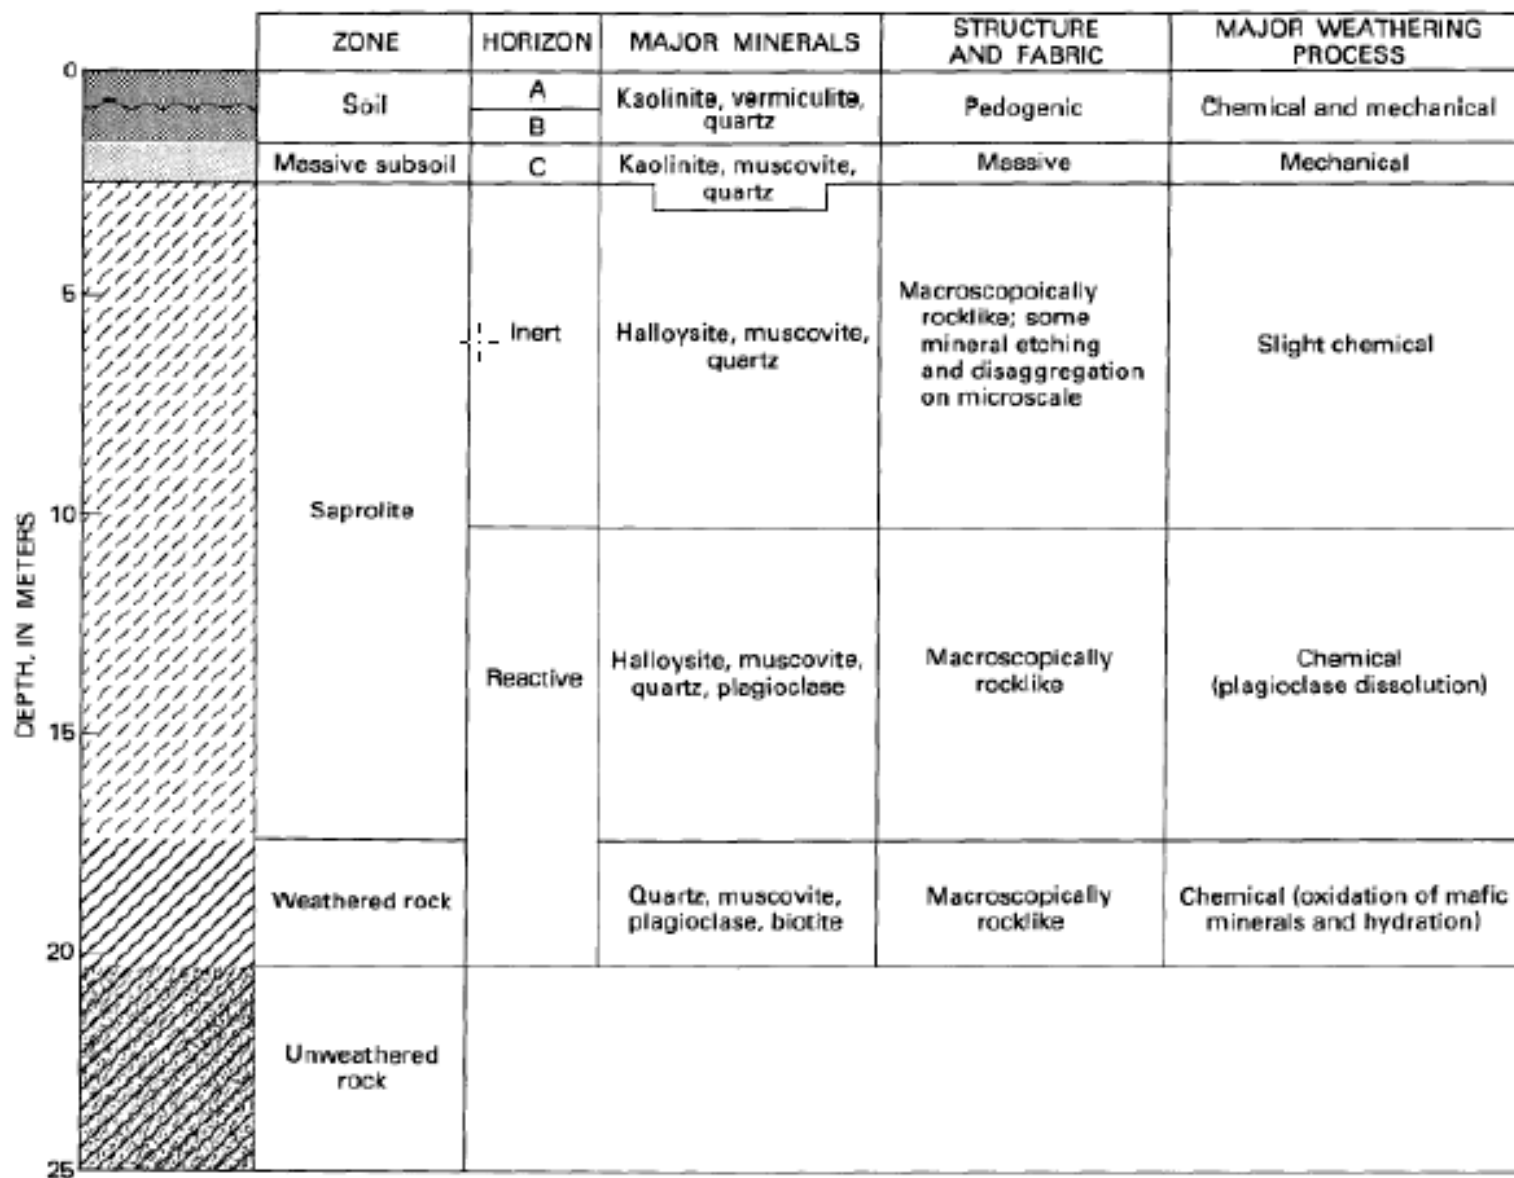 ZONE
HORIZON
MAJOR MINERALS
STRUCTURE
AND FABRIC
MAJOR WEATHERING
PROCESS
0
Soil
A
B
Kaolinite, vermiculite,
quartz
Pedogenic
Chemical and mechanical
Massive subsoil
C
Kaolinite, muscovite,
quartz
Massive
Mechanical
5
Inert
Halloysite, muscovite,
quartz
Macroscopoically
rocklike; some
mineral etching
and disaggregation
on microscale
Slight chemical
Saprolite
10
DEPTH, IN METERS
Reactive
Halloysite, muscovite,
quartz, plagioclase
Macroscopically
rocklike
Chemical
(plagioclase dissolution)
15
Weathered rock
Quartz, muscovite,
plagioclase, biotite
Macroscopically
rocklike
Chemical (oxidation of mafic
minerals and hydration)
20
Unweathered
rock
25